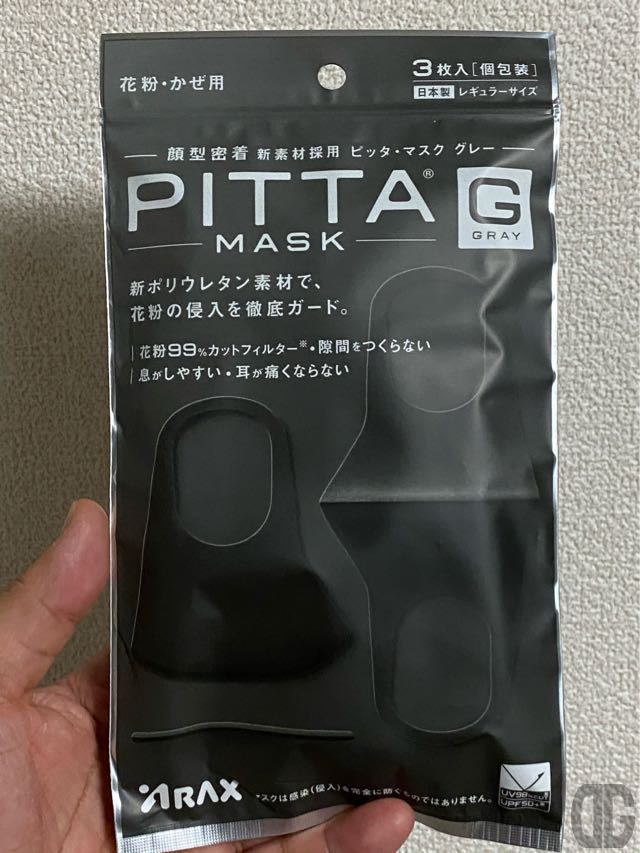 花粉・かぜ用
3枚入[個包装]
日本製 レギュラーサイズ
顔型密着 新素材採用 ピッタ・マスク グレー
PITTA® G
GRAY
MASK
新ポリウレタン素材で、
花粉の侵入を徹底ガード。
花粉99%カットフィルター※・隙間をつくらない
息がしやすい・耳が痛くならない
ARAX
マスクは感染(侵入)を完全に防ぐものではありません。
UV98%
UPF50+